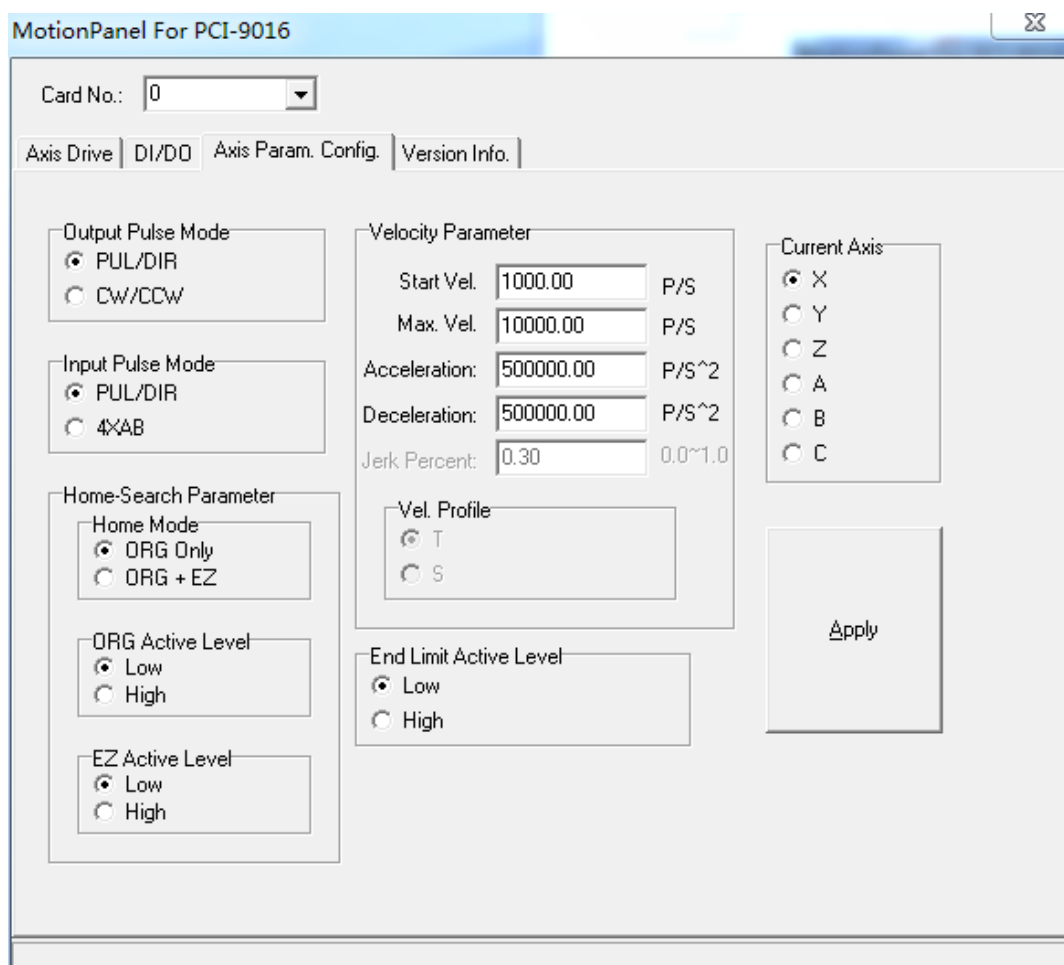 MotionPanel For PCI-9016
Card No.: 0
Axis Drive DI/DO Axis Param. Config. Version Info.
Output Pulse Mode
PUL/DIR
CW/CCW
Input Pulse Mode
PUL/DIR
4XAB
Home-Search Parameter
Home Mode
ORG Only
ORG + EZ
ORG Active Level
Low
High
EZ Active Level
Low
High
Velocity Parameter
Start Vel. 1000.00 P/S
Max. Vel. 10000.00 P/S
Acceleration: 500000.00 P/S^2
Deceleration: 500000.00 P/S^2
Jerk Percent: 0.30 0.0~1.0
Vel. Profile
T
S
End Limit Active Level
Low
High
Current Axis
X
Y
Z
A
B
C
Apply